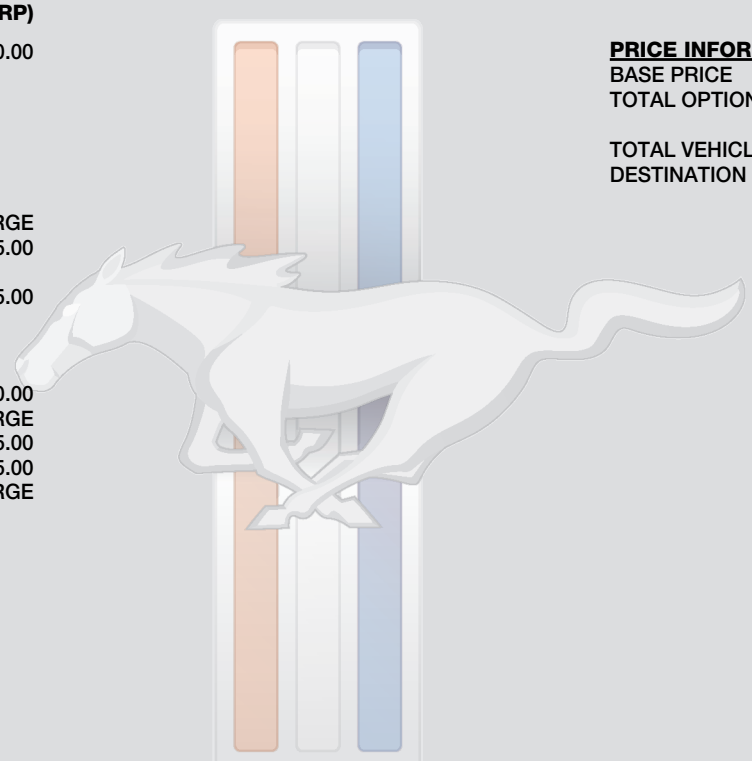 RP)
0.00
RGE
5.00
5.00
0.00
RGE
5.00
5.00
RGE
PRICE INFOR
BASE PRICE
TOTAL OPTION
TOTAL VEHICL
DESTINATION